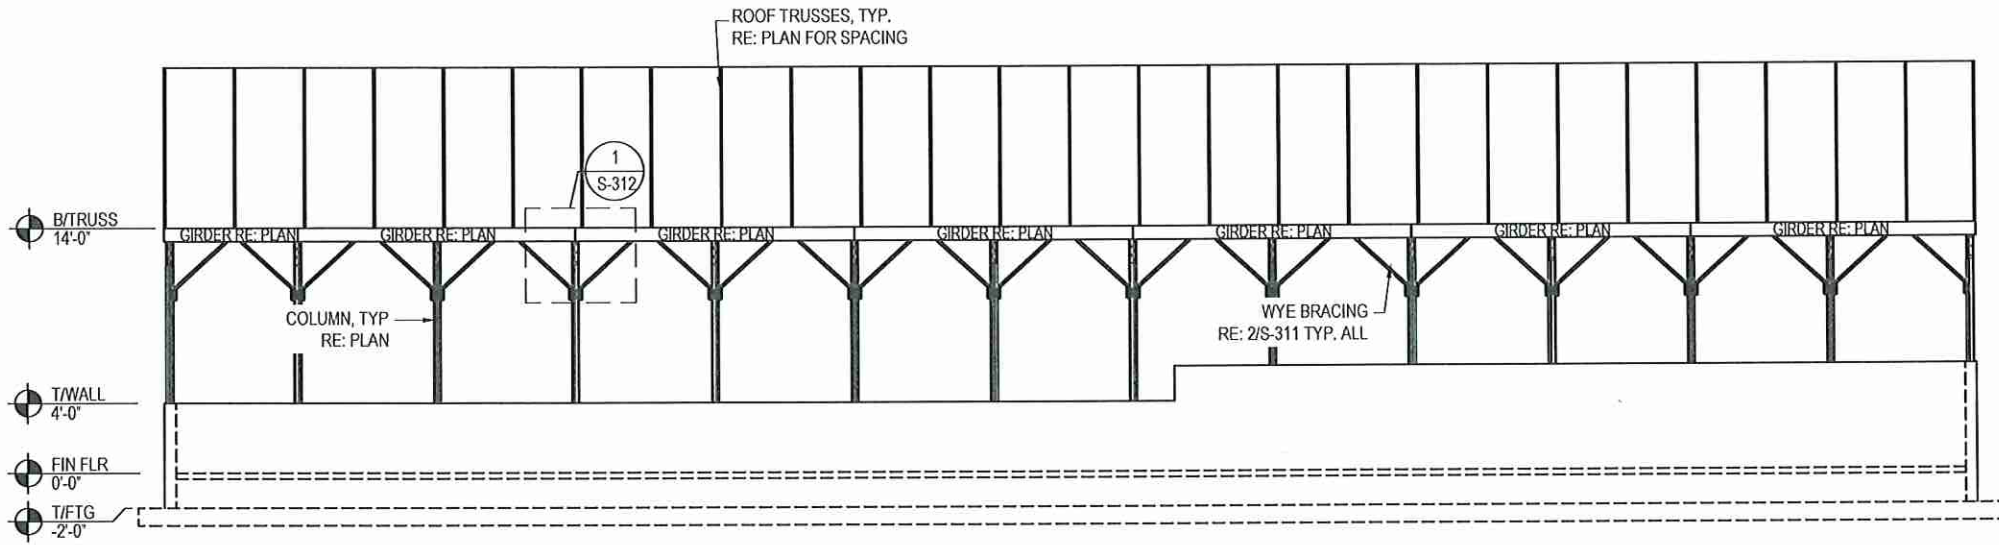 ROOF TRUSSES, TYP.
RE: PLAN FOR SPACING
1
S-312
B/TRUSS
14'-0"
GIRDER RE: PLAN
GIRDER RE: PLAN
GIRDER RE: PLAN
GIRDER RE: PLAN
GIRDER RE: PLAN
GIRDER RE: PLAN
GIRDER RE: PLAN
COLUMN, TYP
RE: PLAN
WYE BRACING
RE: 2/S-311 TYP. ALL
T/WALL
4'-0"
FIN FLR
0'-0"
T/FTG
-2'-0"